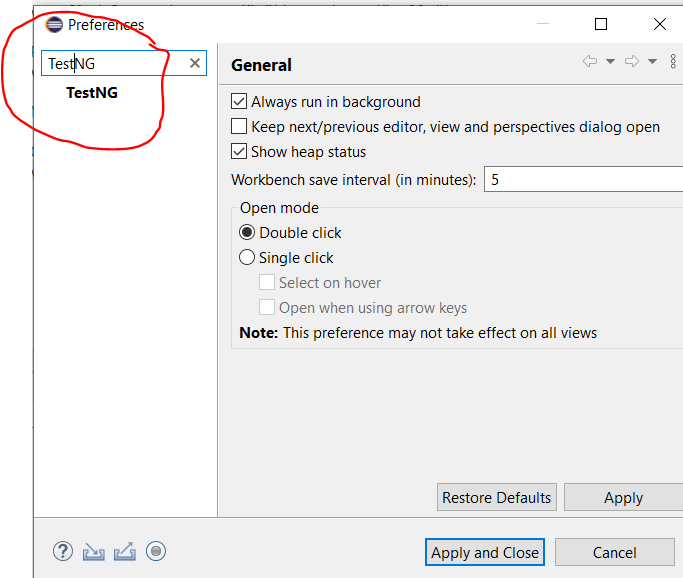 Preferences
TestNG
TestNG
General
Always run in background
Keep next/previous editor, view and perspectives dialog open
Show heap status
Workbench save interval (in minutes): 5
Open mode
Double click
Single click
Select on hover
Open when using arrow keys
Note: This preference may not take effect on all views
Restore Defaults Apply
? Apply and Close Cancel